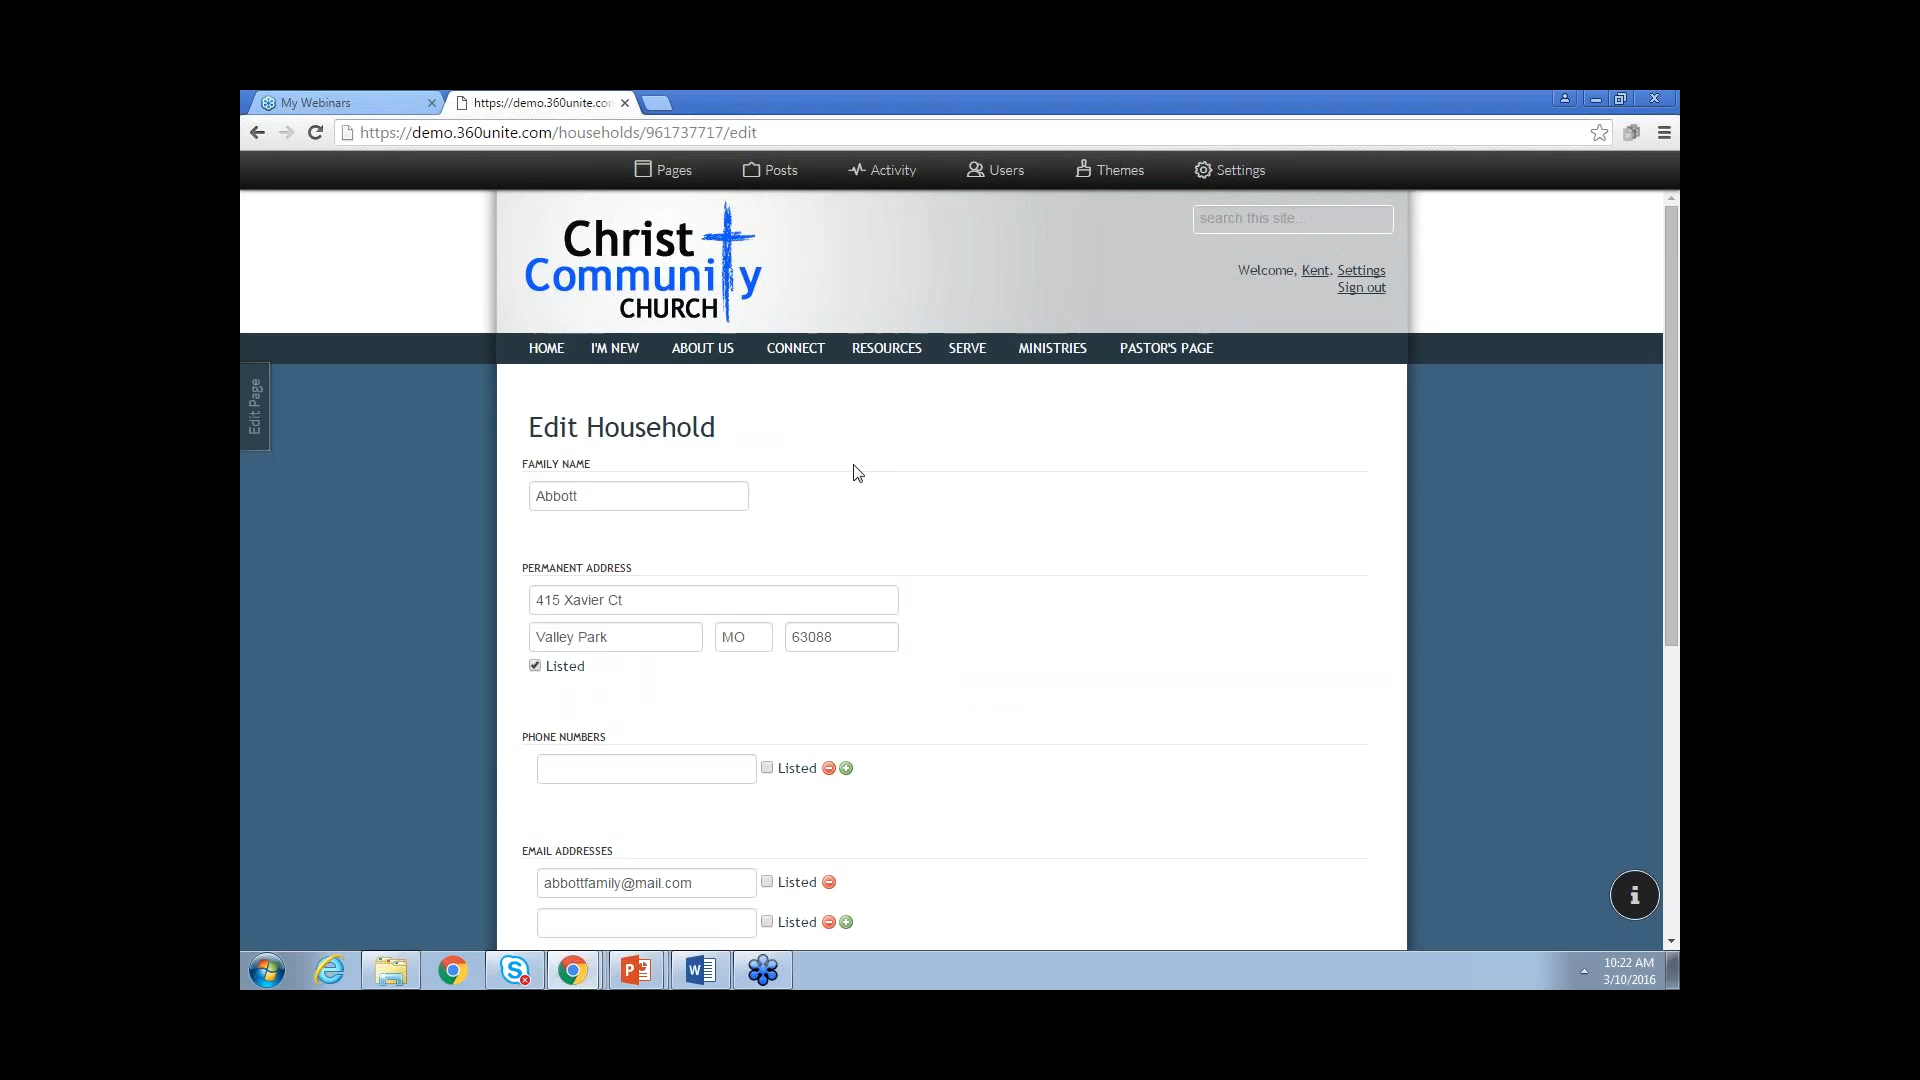 My Webinars
https://demo.360unite.com
https://demo.360unite.com/households/961737717/edit
Pages Posts Activity Users Themes Settings
Christ
Community
CHURCH
search this site...
Welcome, Kent. Settings
Sign out
HOME I'M NEW ABOUT US CONNECT RESOURCES SERVE MINISTRIES PASTOR'S PAGE
Edit Page
Edit Household
FAMILY NAME
Abbott
PERMANENT ADDRESS
415 Xavier Ct
Valley Park MO 63088
Listed
PHONE NUMBERS
Listed
EMAIL ADDRESSES
abbottfamily@mail.com Listed
Listed
10:22 AM
3/10/2016